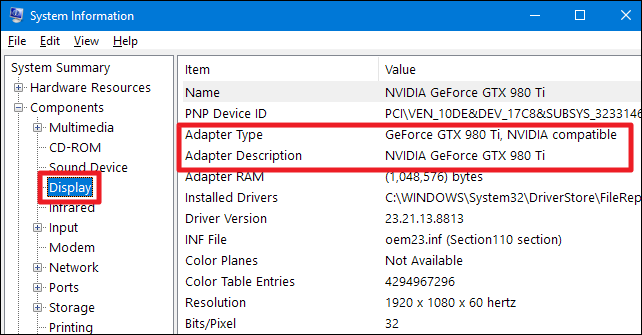 System Information
File Edit View Help
System Summary
Hardware Resources
Components
Multimedia
CD-ROM
Sound Device
Display
Infrared
Input
Modem
Network
Ports
Storage
Printing
Item Value
Name NVIDIA GeForce GTX 980 Ti
PNP Device ID PCI\VEN_10DE&DEV_17C8&SUBSYS_3233146
Adapter Type GeForce GTX 980 Ti, NVIDIA compatible
Adapter Description NVIDIA GeForce GTX 980 Ti
Adapter RAM (1,048,576) bytes
Installed Drivers C:\WINDOWS\System32\DriverStore\FileRep
Driver Version 23.21.13.8813
INF File oem23.inf (Section110 section)
Color Planes Not Available
Color Table Entries 4294967296
Resolution 1920 x 1080 x 60 hertz
Bits/Pixel 32